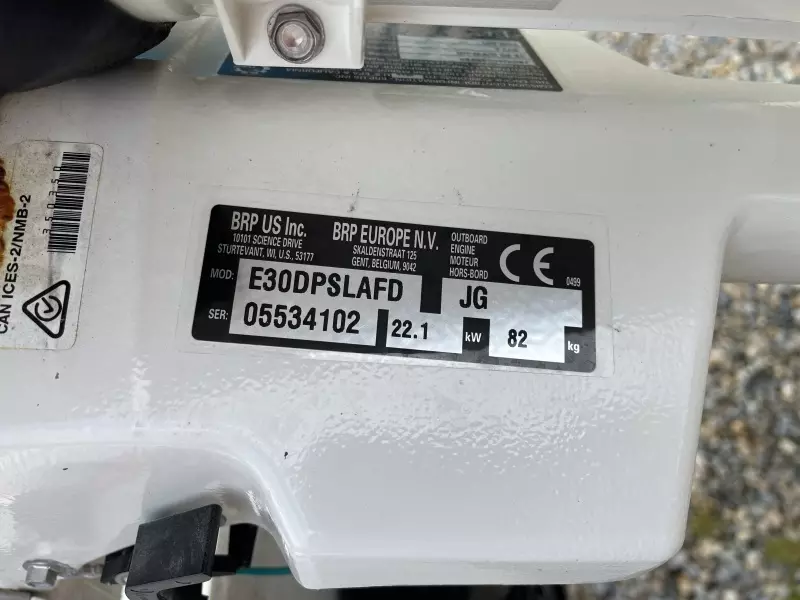 350350
CAN ICES-2/NMB-2
BRP US Inc.
10101 SCIENCE DRIVE
STURTEVANT, WI, U.S., 53177
BRP EUROPE N.V.
SKALDENSTRAAT 125
GENT, BELGIUM, 9042
OUTBOARD
ENGINE
MOTEUR
HORS-BORD
CE
0499
MOD: E30DPSLAFD JG
SER: 05534102 22.1 kW 82 kg